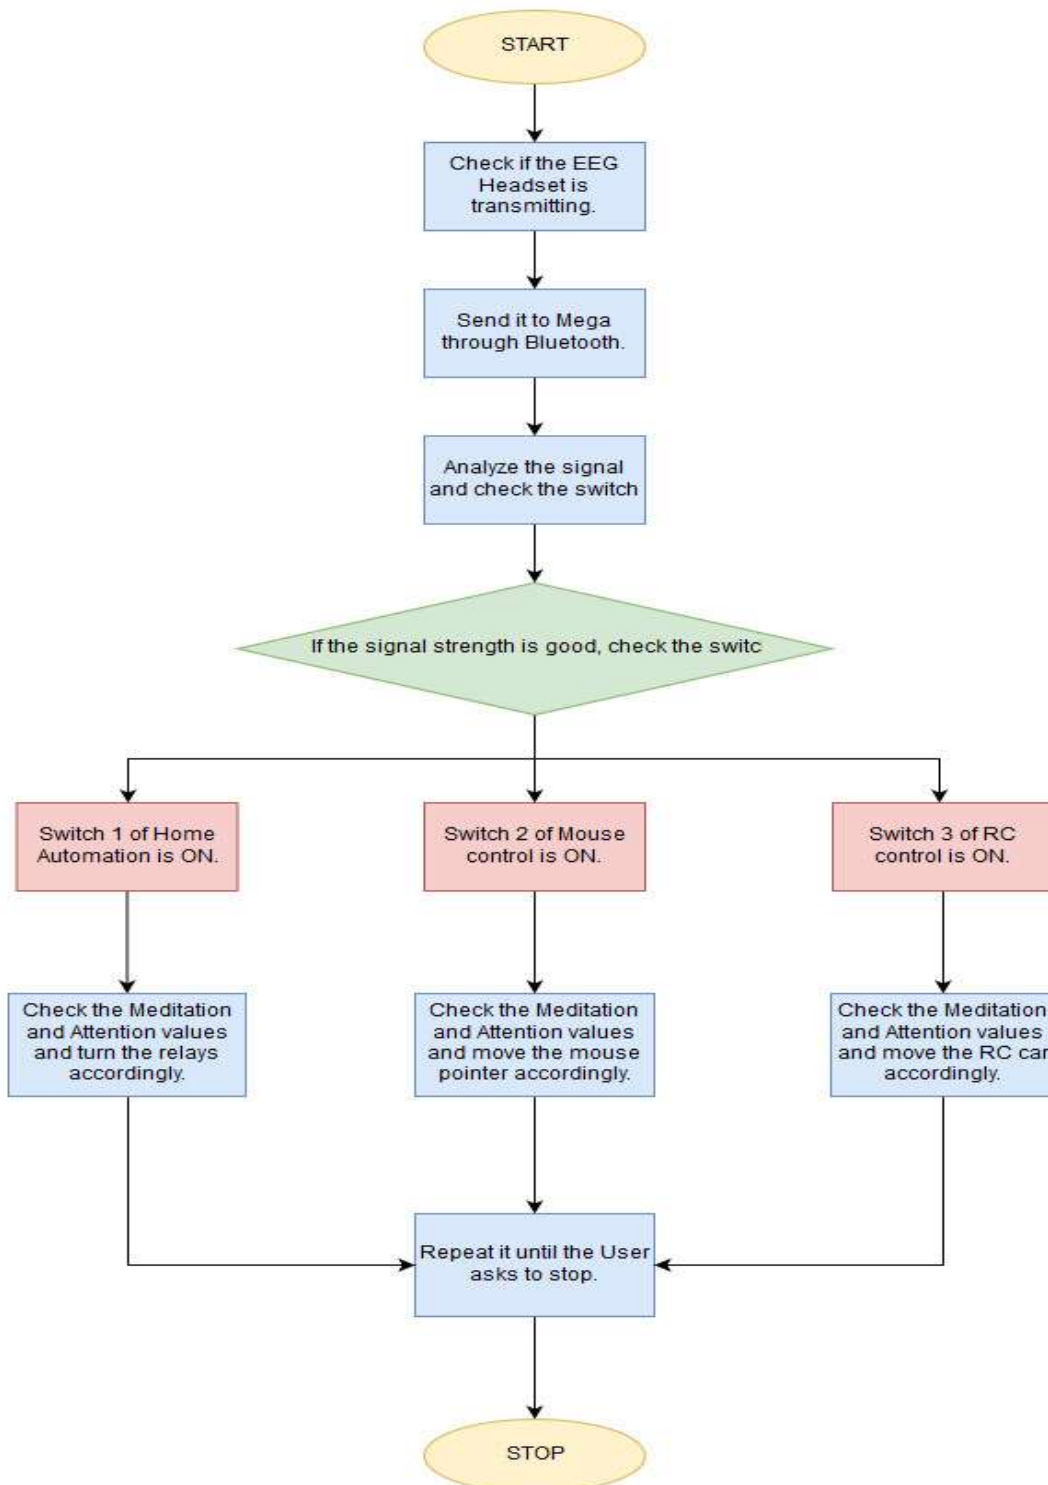 START
Check if the EEG
Headset is
transmitting.
Send it to Mega
through Bluetooth.
Analyze the signal
and check the switch
If the signal strength is good, check the switc
Switch 1 of Home
Automation is ON.
Switch 2 of Mouse
control is ON.
Switch 3 of RC
control is ON.
Check the Meditation
and Attention values
and turn the relays
accordingly.
Check the Meditation
and Attention values
and move the mouse
pointer accordingly.
Check the Meditation
and Attention values
and move the RC car
accordingly.
Repeat it until the User
asks to stop.
STOP